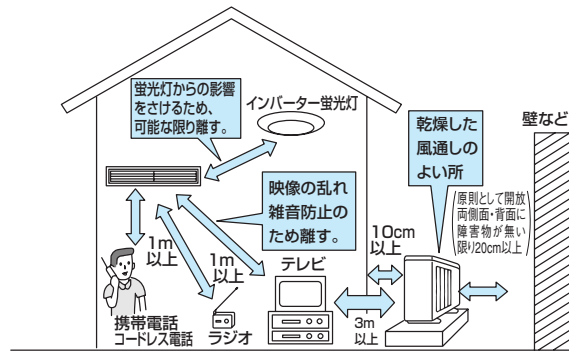 蛍光灯からの影響
をさけるため、
可能な限り離す。
インバーター蛍光灯
乾燥した
風通しの
よい所
壁など
原則として開放
両側面・背面に
障害物が無い
限り20cm以上
映像の乱れ
雑音防止の
ため離す。
10cm
以上
1m
以上
1m
以上
テレビ
3m
以上
携帯電話
コードレス電話
ラジオ